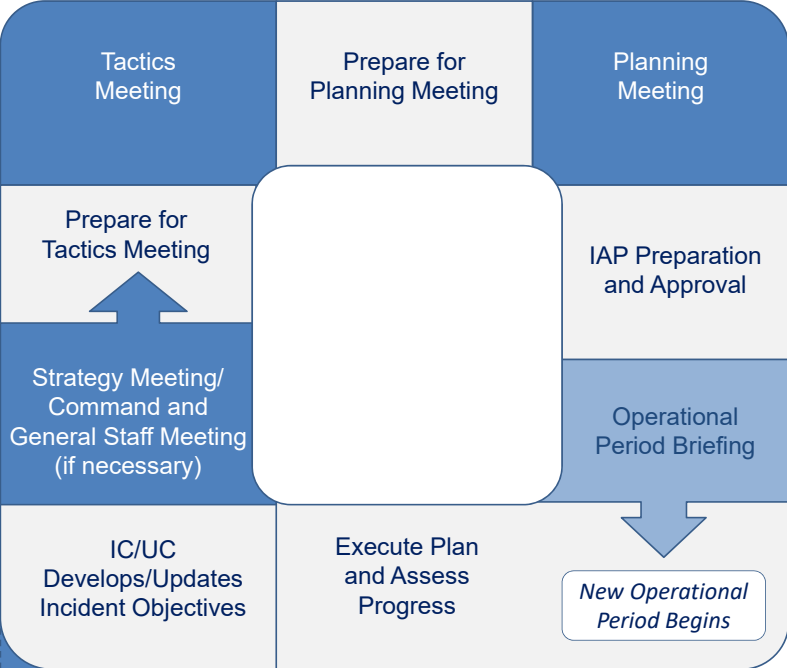 Tactics
Meeting
Prepare for
Planning Meeting
Planning
Meeting
Prepare for
Tactics Meeting
IAP Preparation
and Approval
Strategy Meeting/
Command and
General Staff Meeting
(if necessary)
Operational
Period Briefing
IC/UC
Develops/Updates
Incident Objectives
Execute Plan
and Assess
Progress
New Operational
Period Begins